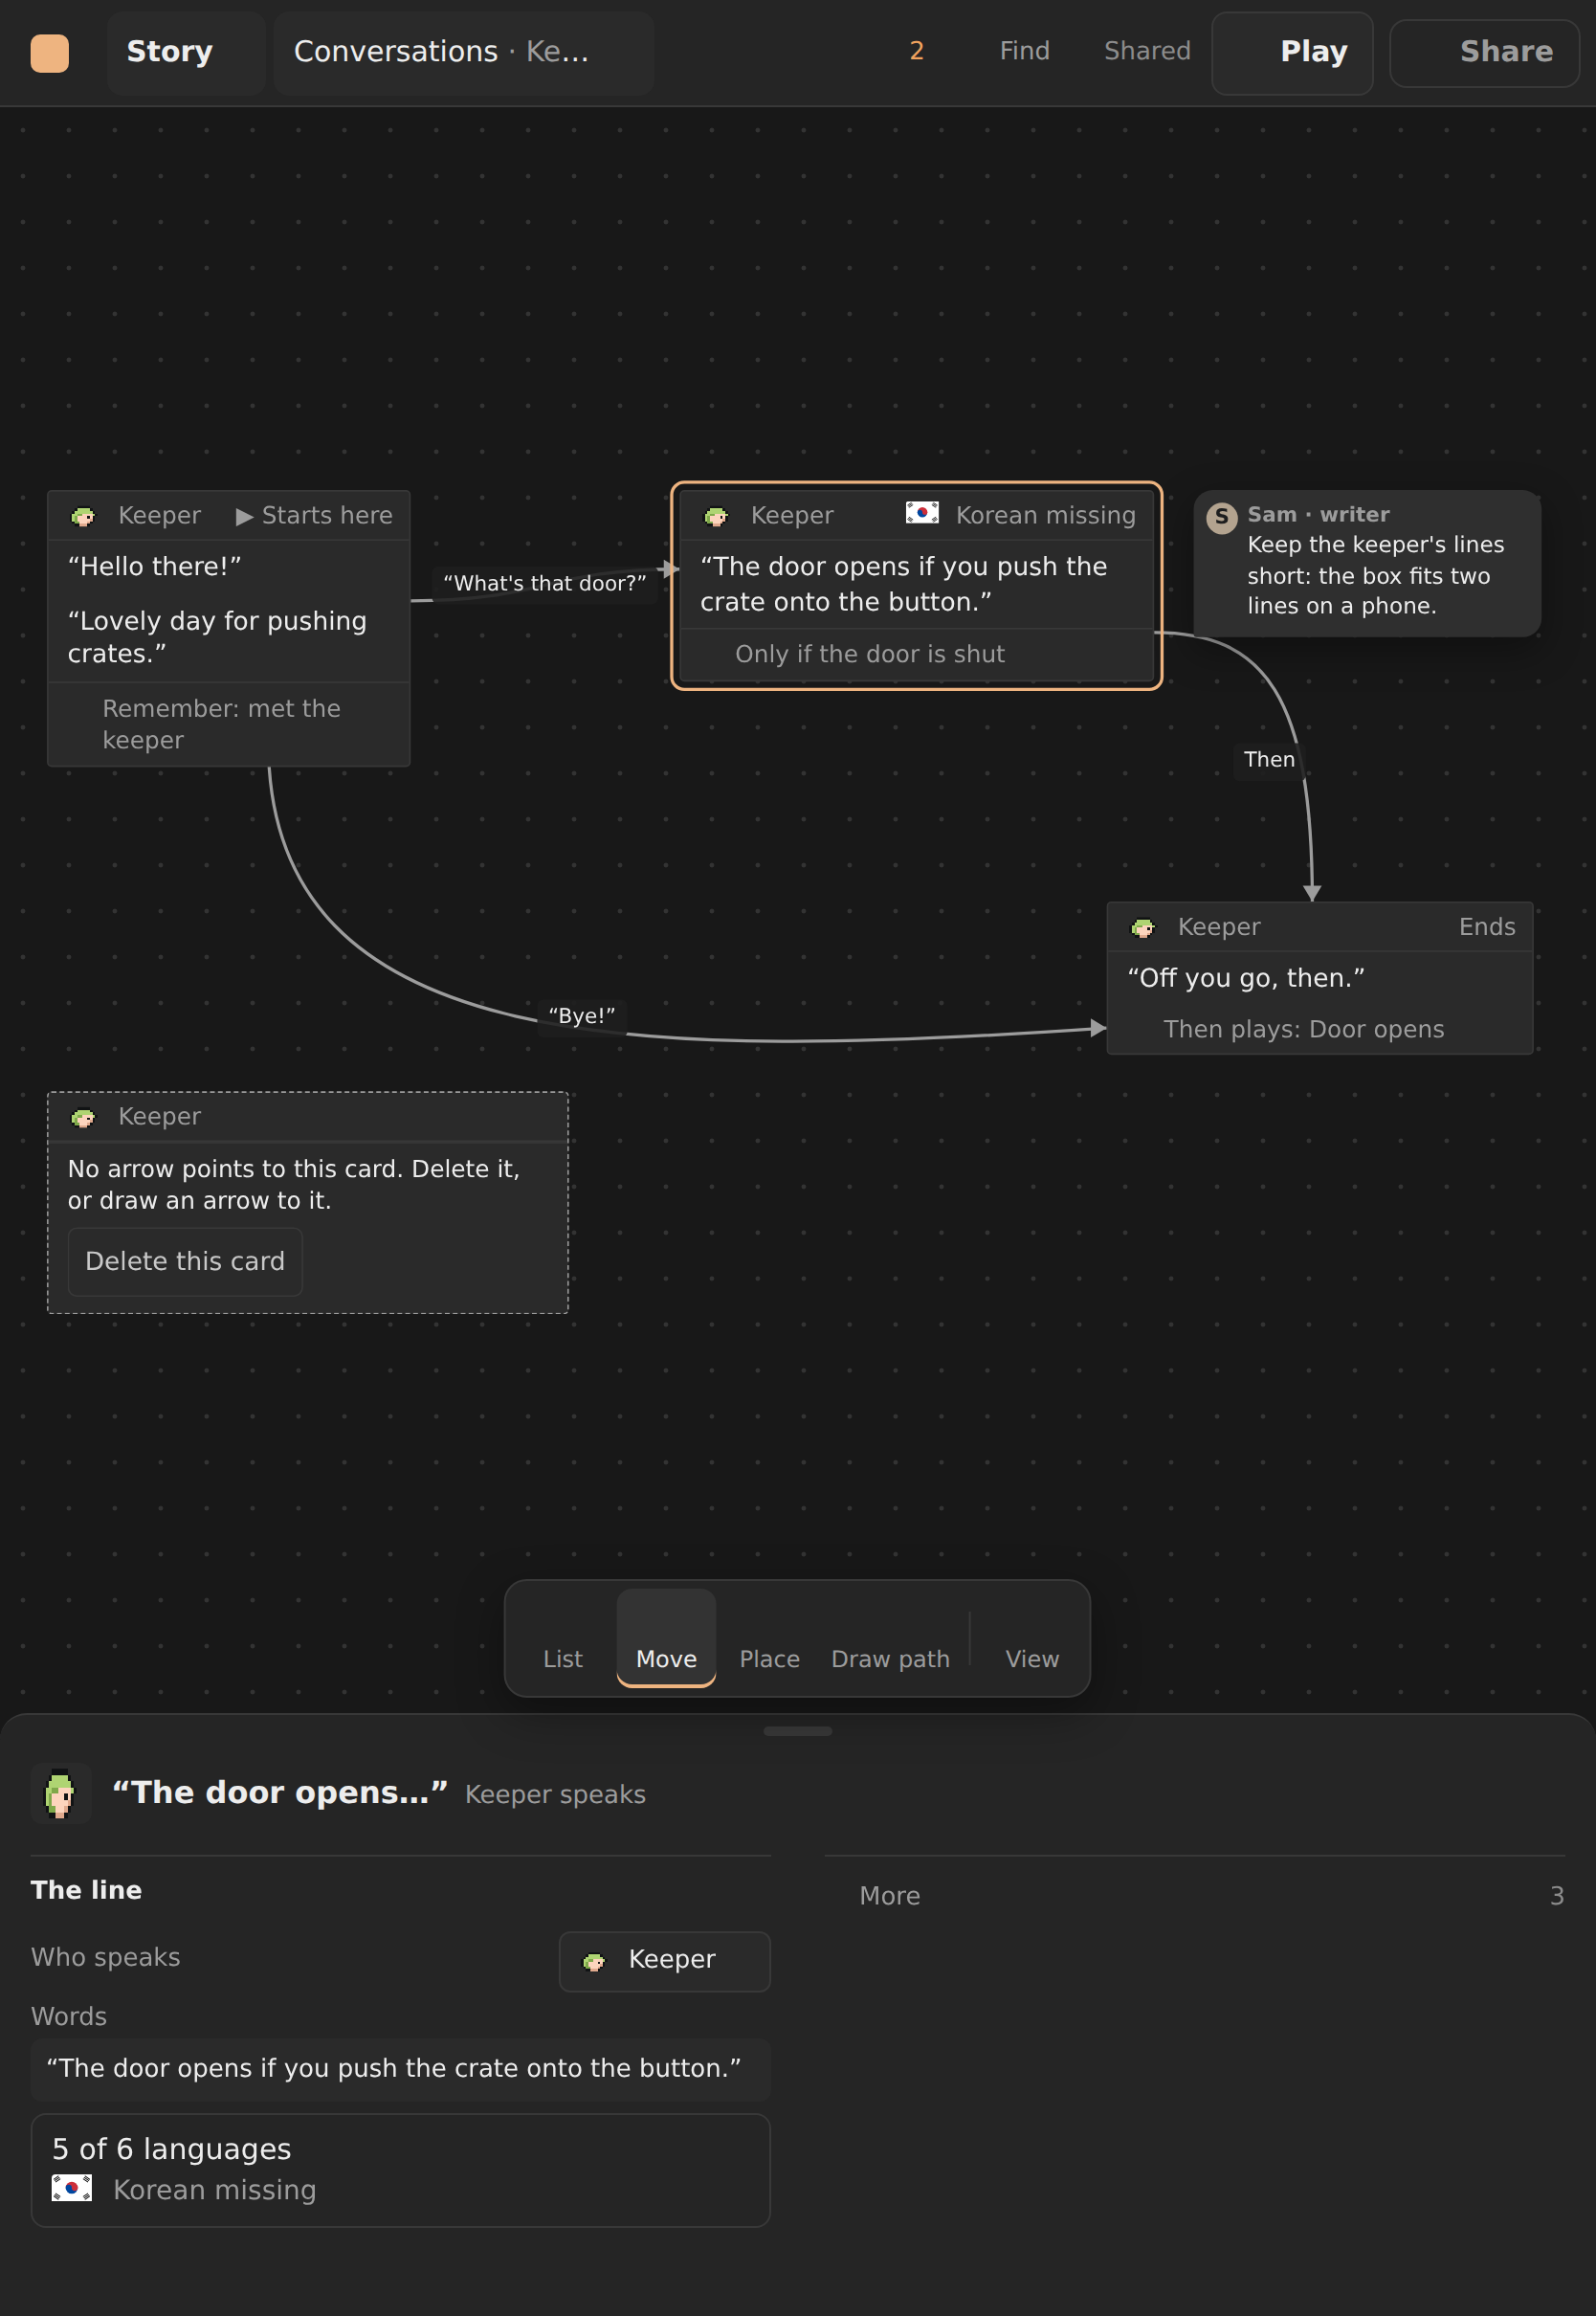 Story
Conversations · Ke…
2
Find
Shared
Play
Share
Keeper
▶ Starts here
“Hello there!”
“Lovely day for pushing
crates.”
Remember: met the
keeper
“What's that door?”
Keeper
Korean missing
“The door opens if you push the
crate onto the button.”
Only if the door is shut
S
Sam · writer
Keep the keeper's lines
short: the box fits two
lines on a phone.
Then
Keeper
Ends
“Off you go, then.”
Then plays: Door opens
“Bye!”
Keeper
No arrow points to this card. Delete it,
or draw an arrow to it.
Delete this card
List
Move
Place
Draw path
View
“The door opens…” Keeper speaks
The line
More
3
Who speaks
Keeper
Words
“The door opens if you push the crate onto the button.”
5 of 6 languages
Korean missing